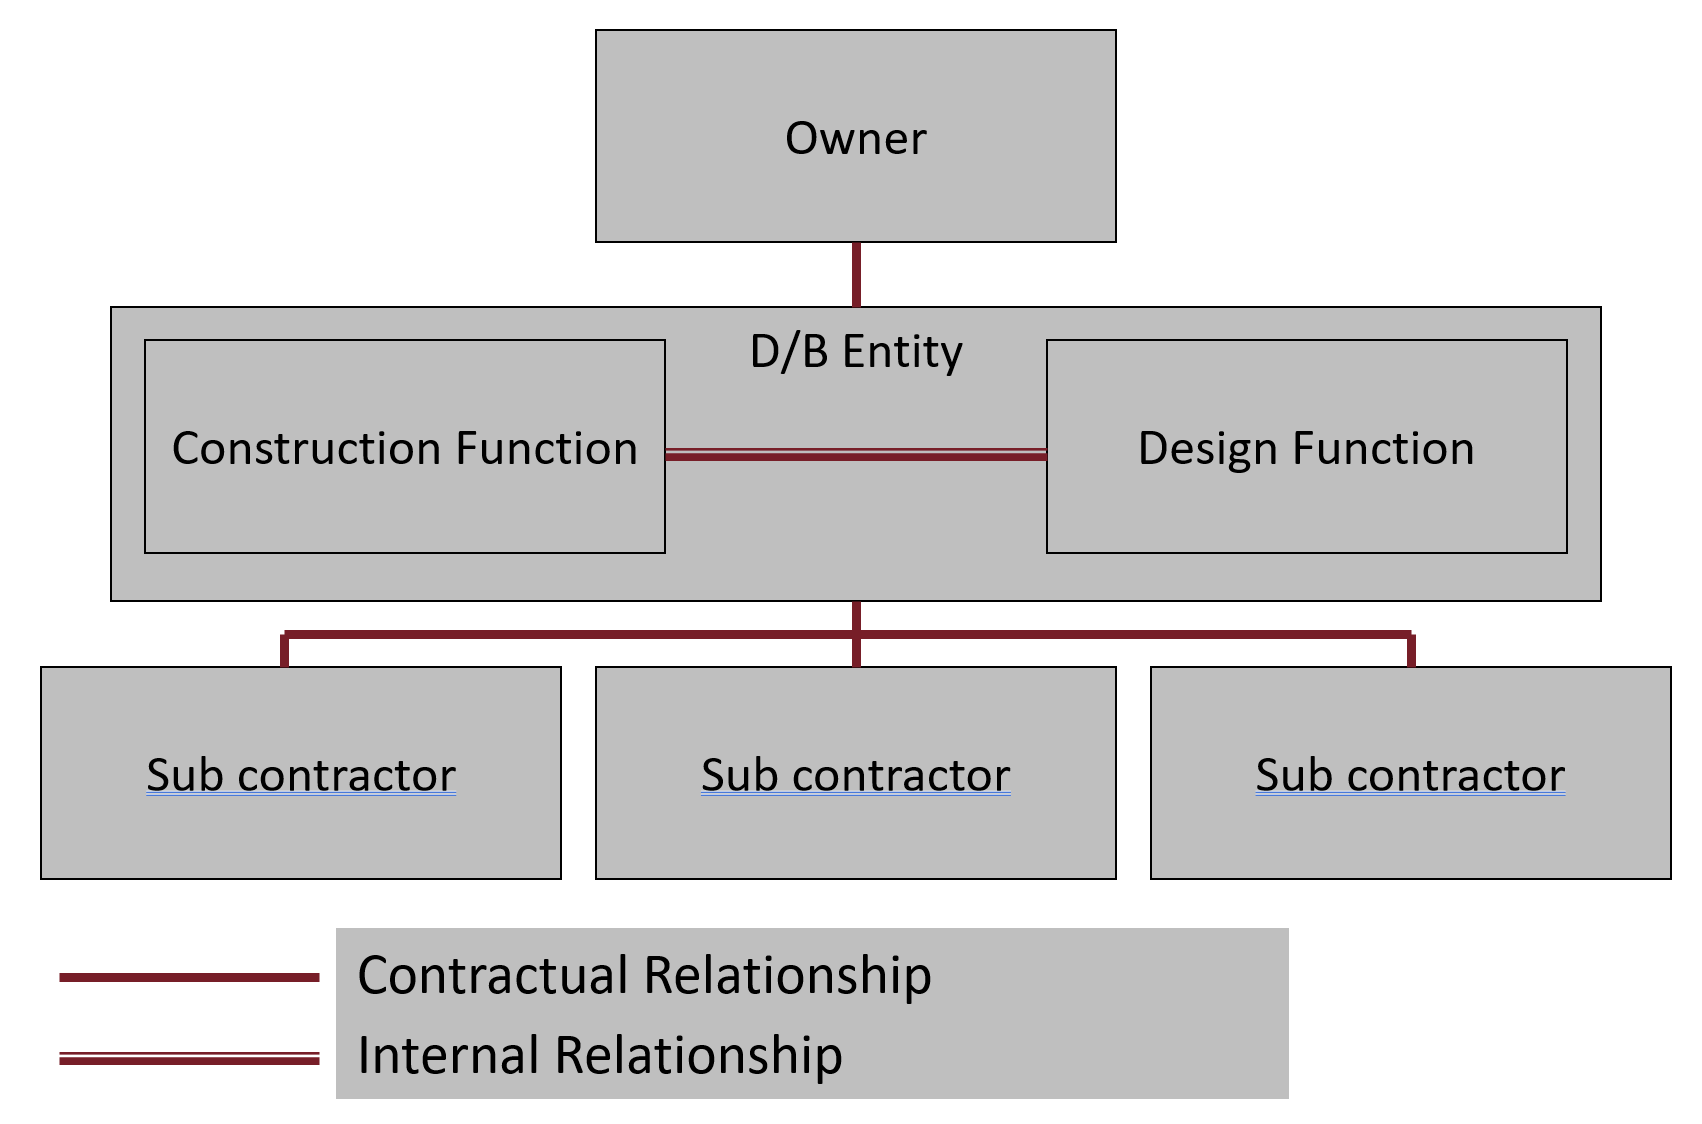 Owner
D/B Entity
Construction Function
Design Function
Sub contractor
Sub contractor
Sub contractor
Contractual Relationship
Internal Relationship